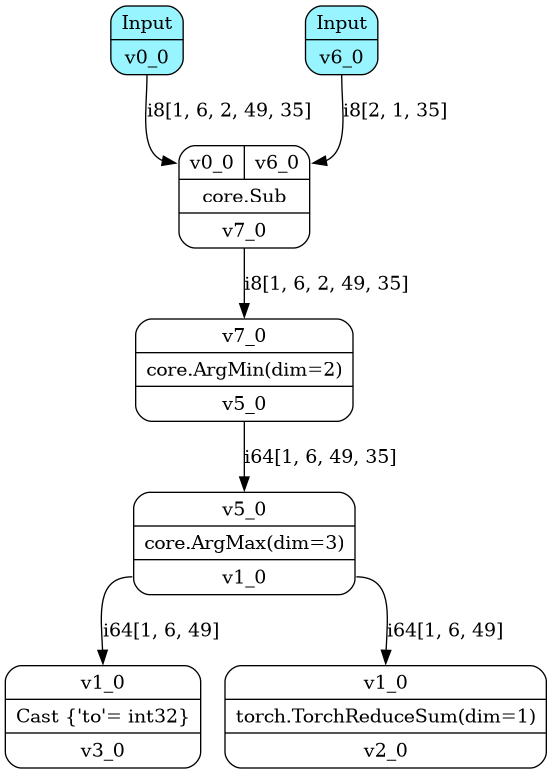 Input
v0_0
Input
v6_0
i8[1, 6, 2, 49, 35]
i8[2, 1, 35]
v0_0 v6_0
core.Sub
v7_0
i8[1, 6, 2, 49, 35]
v7_0
core.ArgMin(dim=2)
v5_0
i64[1, 6, 49, 35]
v5_0
core.ArgMax(dim=3)
v1_0
i64[1, 6, 49]
i64[1, 6, 49]
v1_0
Cast {'to'= int32}
v3_0
v1_0
torch.TorchReduceSum(dim=1)
v2_0